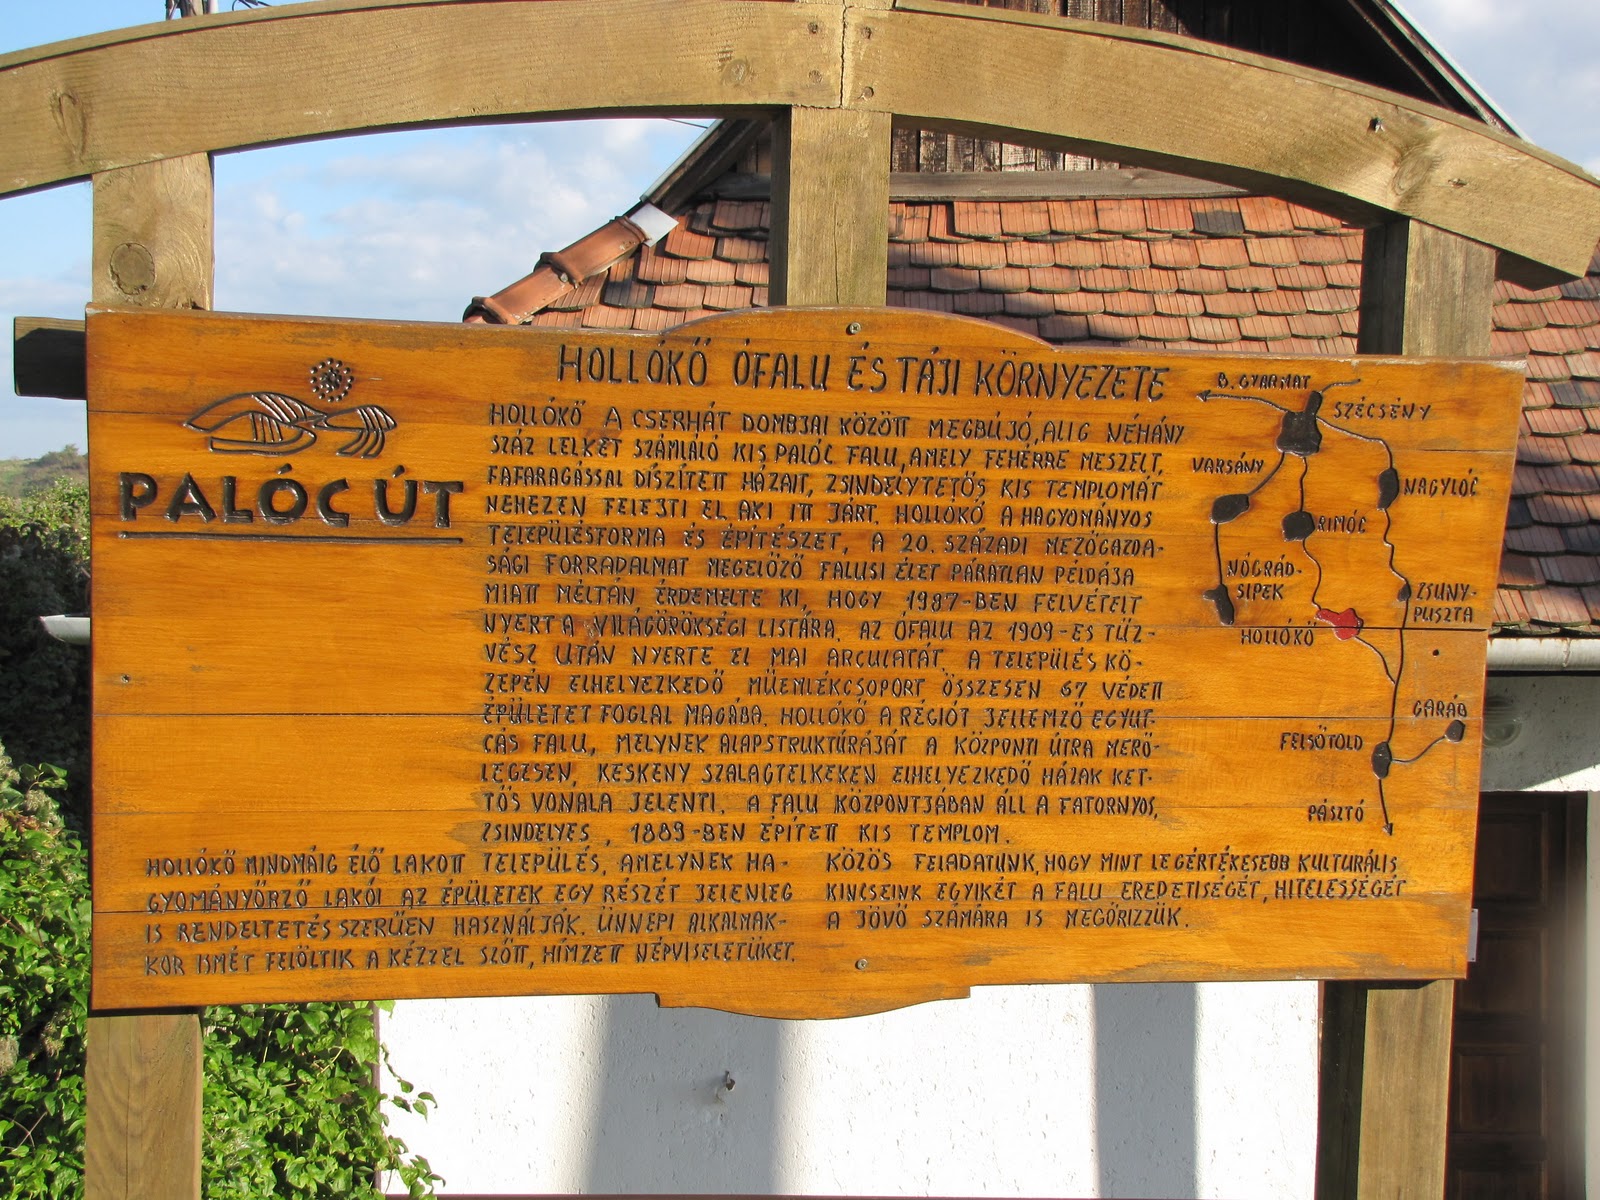 HOLLÓKŐ ÓFALU ÉS TÁJI KÖRNYEZETE
PALÓC ÚT
HOLLÓKŐ A CSERHÁT DOMBJAI KÖZÖTT MEGBÚJÓ, ALIG NÉHÁNY
SZÁZ LELKET SZÁMLÁLÓ KIS PALÓC FALU, AMELY FEHÉRRE MESZELT,
FAFARAGÁSSAL DÍSZÍTETT HÁZAIT, ZSINDELYTETŐS KIS TEMPLOMÁT
NEHEZEN FELEJTI EL AKI ITT JÁRT. HOLLÓKŐ A HAGYOMÁNYOS
TELEPÜLÉSFORMA ÉS ÉPÍTÉSZET, A 20. SZÁZADI MEZŐGAZDA-
SÁGI FORRADALMAT MEGELŐZŐ FALUSI ÉLET PÁRATLAN PÉLDÁJA
MIATT MÉLTÁN ÉRDEMELTE KI, HOGY 1987-BEN FELVÉTELT
NYERT A VILÁGÖRÖKSÉGI LISTÁRA. AZ ÓFALU AZ 1909-ES TŰZ-
VÉSZ UTÁN NYERTE EL MAI ARCULATÁT. A TELEPÜLÉS KÖ-
ZEPÉN ELHELYEZKEDŐ MŰEMLÉKCSOPORT ÖSSZESEN 67 VÉDETT
ÉPÜLETET FOGLAL MAGÁBA. HOLLÓKŐ A RÉGIÓT JELLEMZŐ EGYUT-
CÁS FALU, MELYNEK ALAPSTRUKTÚRÁJÁT A KÖZPONTI ÚTRA MERŐ-
LEGESEN, KESKENY SZALAGTELKEKEN ELHELYEZKEDŐ HÁZAK KET-
TŐS VONALA JELENTI. A FALU KÖZPONTJÁBAN ÁLL A FATORNYOS,
ZSINDELYES, 1889-BEN ÉPÍTETT KIS TEMPLOM.
HOLLÓKŐ MINDMÁIG ÉLŐ LAKOTT TELEPÜLÉS, AMELYNEK HA-
GYOMÁNYŐRZŐ LAKÓI AZ ÉPÜLETEK EGY RÉSZÉT JELENLEG
IS RENDELTETÉSSZERŰEN HASZNÁLJÁK. ÜNNEPI ALKALMAK-
KOR ISMÉT FELÖLTIK A KÉZZEL SZŐTT, HÍMZETT NÉPVISELETÜKET.
KÖZÖS FELADATUNK, HOGY MINT LEGÉRTÉKESEBB KULTURÁLIS
KINCSEINK EGYIKÉT A FALU EREDETISÉGÉT, HITELESSÉGÉT
A JÖVŐ SZÁMÁRA IS MEGŐRIZZÜK.
B. GYARMAT
SZÉCSÉNY
VARSÁNY
NAGYLÓC
RIMÓC
NÓGRÁD-
SIPEK
ZSUNY-
PUSZTA
HOLLÓKŐ
GARÁB
FELSŐTOLD
PÁSZTÓ